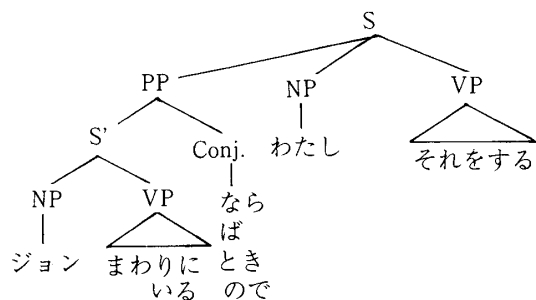 S
PP NP VP
S' Conj. わたし それをする
NP VP なら
ば
ジョン まわりに とき
いる ので